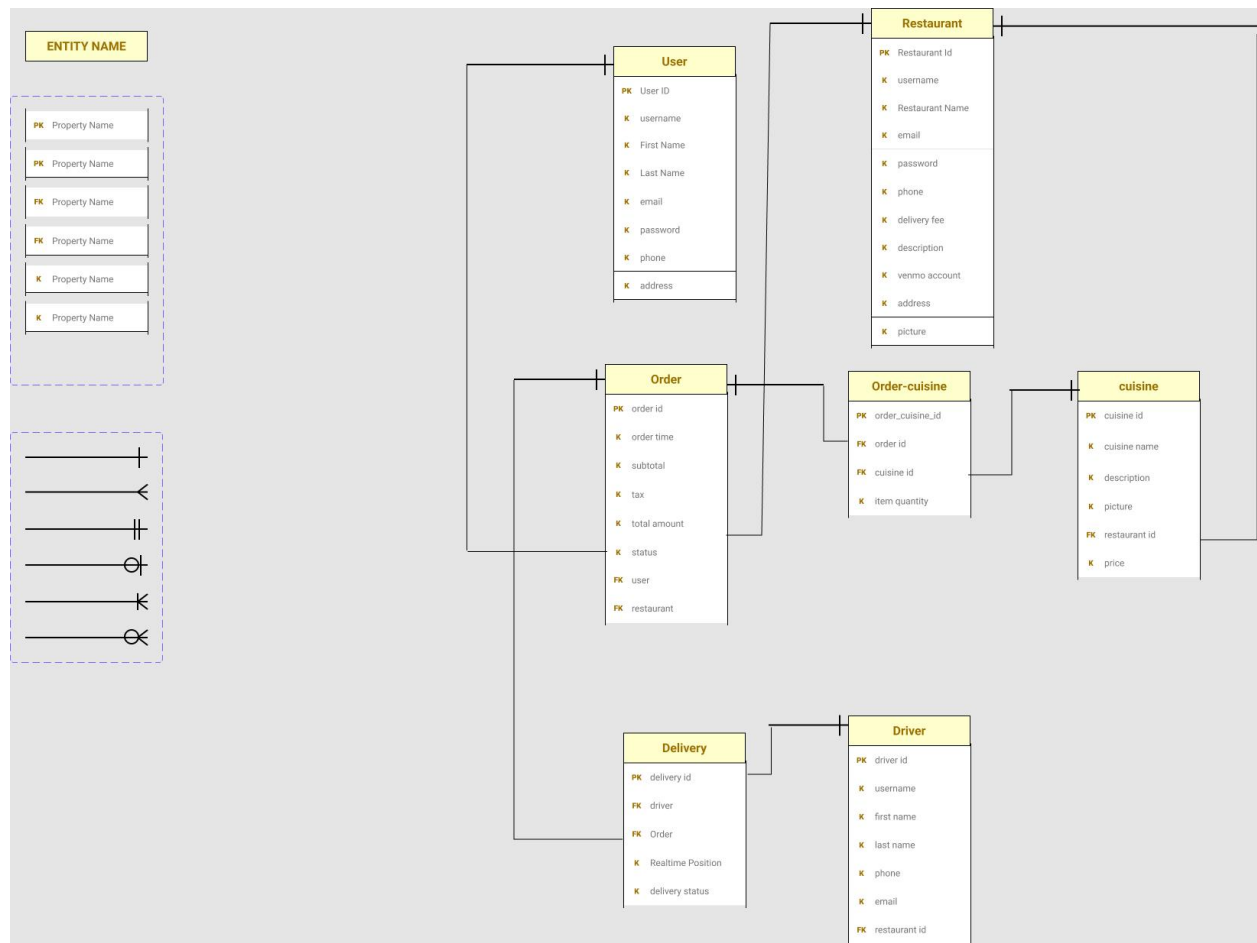 ENTITY NAME
PK Property Name
PK Property Name
FK Property Name
FK Property Name
K Property Name
K Property Name
User
PK User ID
K username
K First Name
K Last Name
K email
K password
K phone
K address
Restaurant
PK Restaurant Id
K username
K Restaurant Name
K email
K password
K phone
K delivery fee
K description
K venmo account
K address
K picture
Order
PK order id
K order time
K subtotal
K tax
K total amount
K status
FK user
FK restaurant
Order-cuisine
PK order_cuisine_id
FK order id
FK cuisine id
K item quantity
cuisine
PK cuisine id
K cuisine name
K description
K picture
FK restaurant id
K price
Delivery
PK delivery id
FK driver
FK Order
K Realtime Position
K delivery status
Driver
PK driver id
K username
K first name
K last name
K phone
K email
FK restaurant id